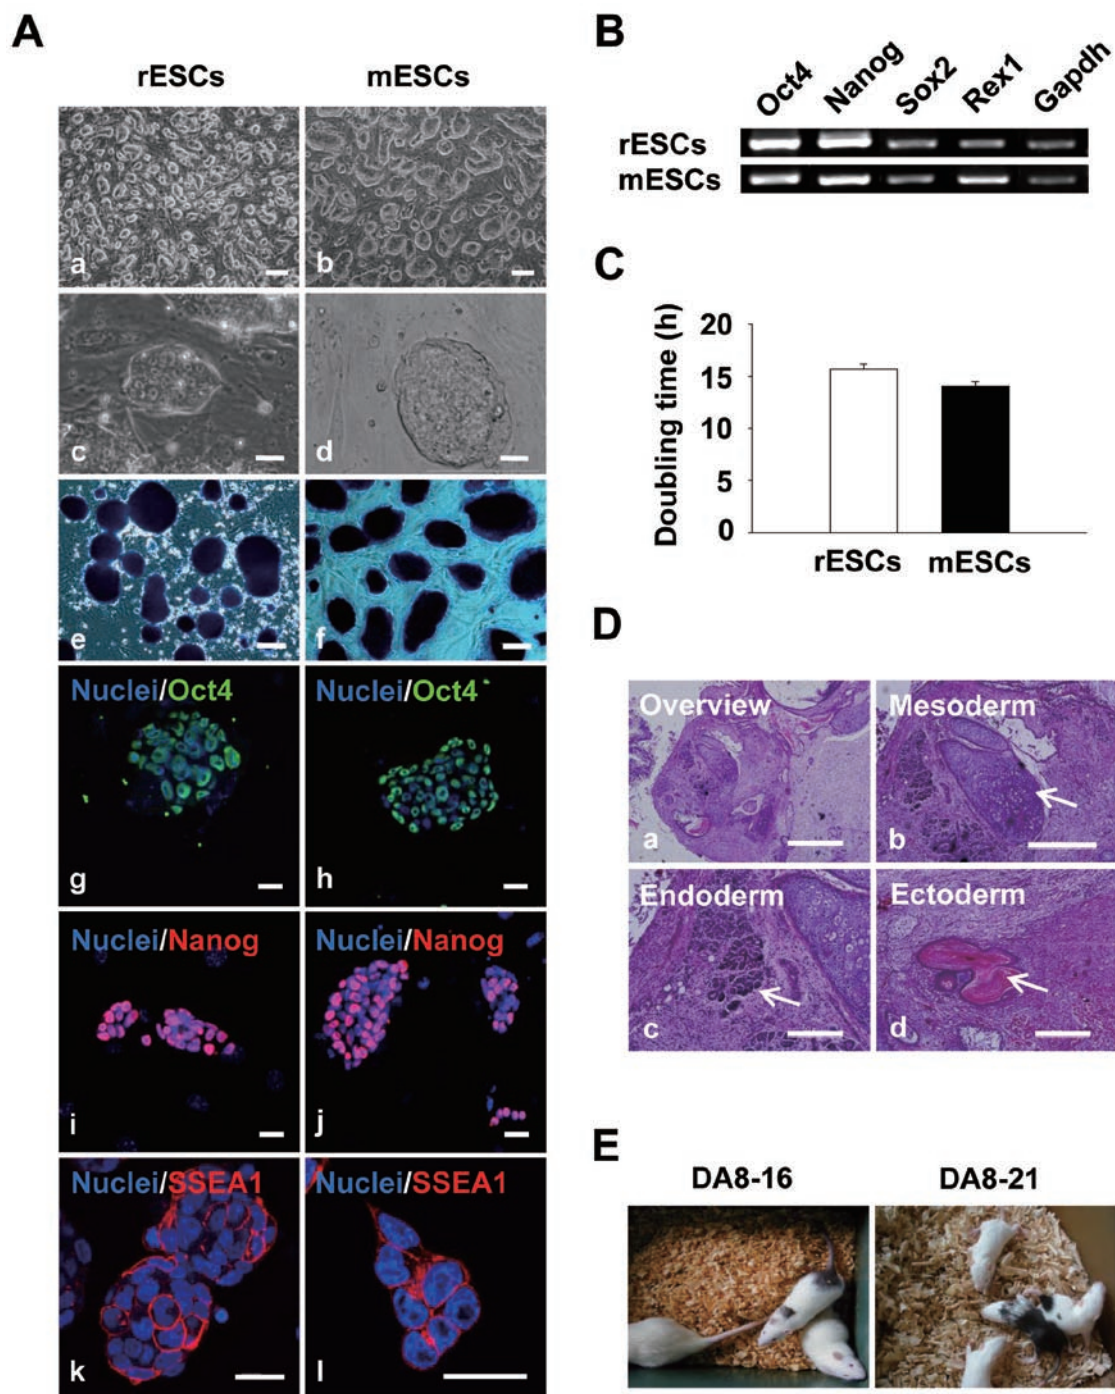 A
rESCs mESCs
a b
c d
e f
Nuclei/Oct4 Nuclei/Oct4
g h
Nuclei/Nanog Nuclei/Nanog
i j
Nuclei/SSEA1 Nuclei/SSEA1
k l
B
Oct4 Nanog Sox2 Rex1 Gapdh
rESCs
mESCs
C
Doubling time (h)
20
15
10
5
0
rESCs mESCs
D
Overview Mesoderm
a b
Endoderm Ectoderm
c d
E
DA8-16 DA8-21